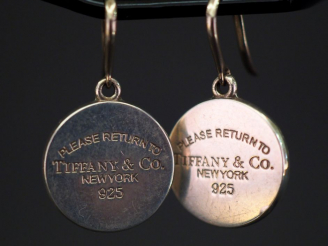 PLEASE RETURN TO
TIFFANY & CO.
NEW YORK
925
PLEASE RETURN TO
TIFFANY & CO.
NEW YORK
925